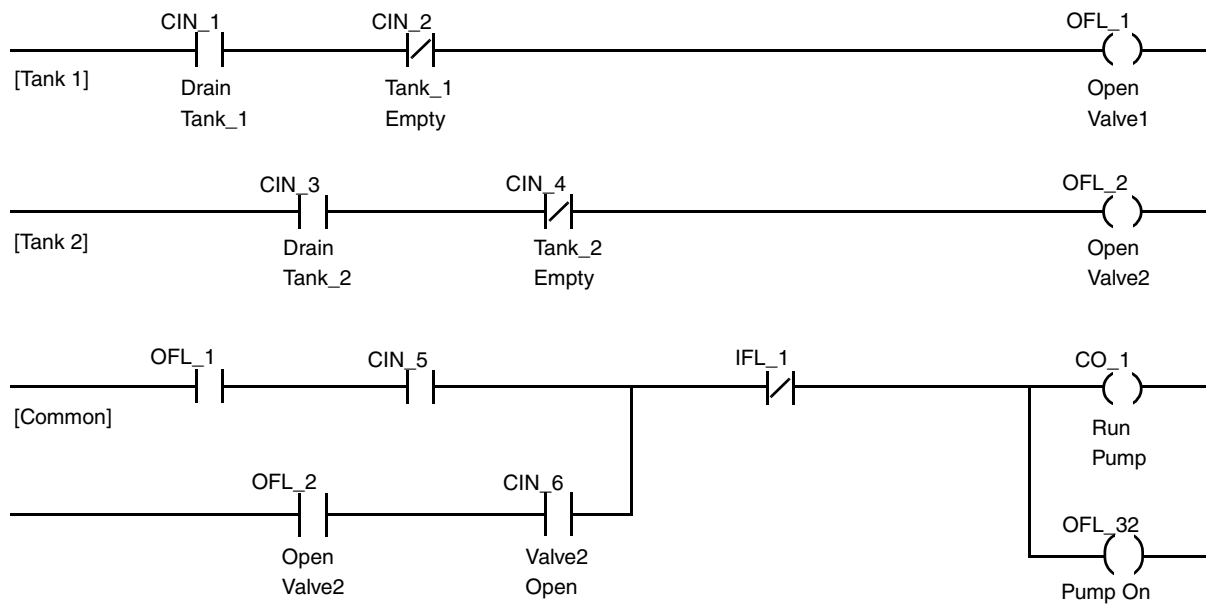 CIN_1 CIN_2 OFL_1
[Tank 1] Drain Tank_1 Open
Tank_1 Empty Valve1
CIN_3 CIN_4 OFL_2
[Tank 2] Drain Tank_2 Open
Tank_2 Empty Valve2
OFL_1 CIN_5 IFL_1 CO_1
[Common] Run
Pump
OFL_2 CIN_6
OFL_32
Open Valve2
Valve2 Open Pump On